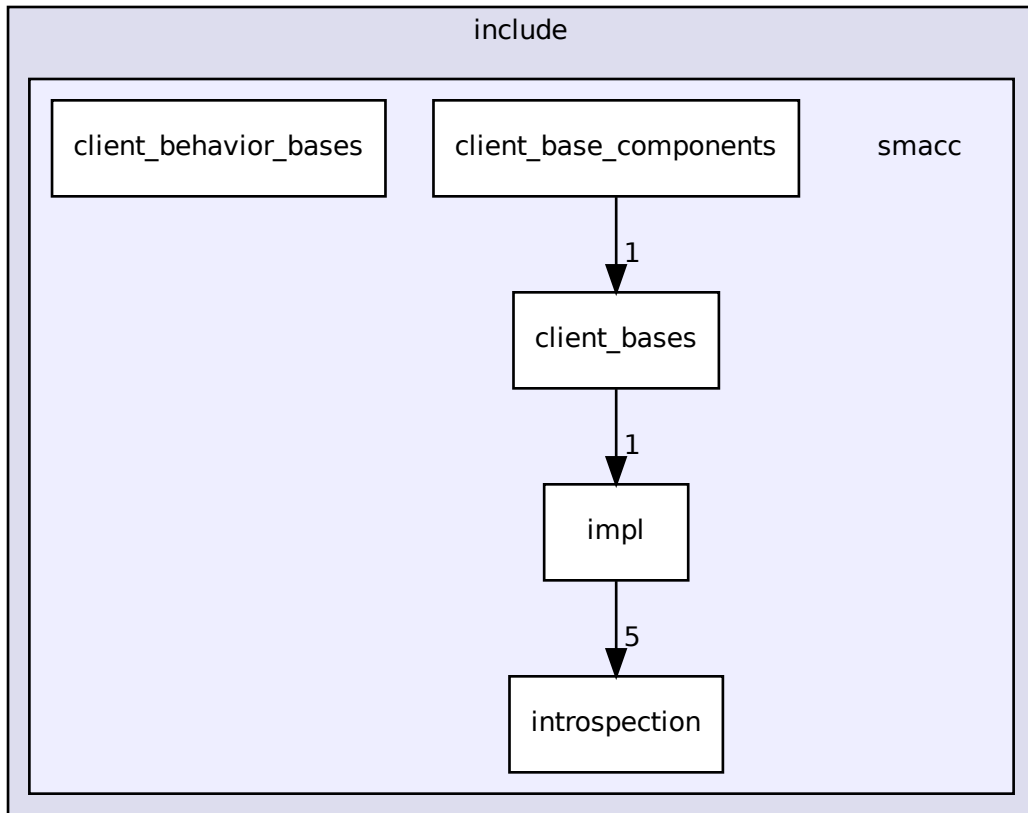 include
client_behavior_bases
client_base_components
smacc
1
client_bases
1
impl
5
introspection